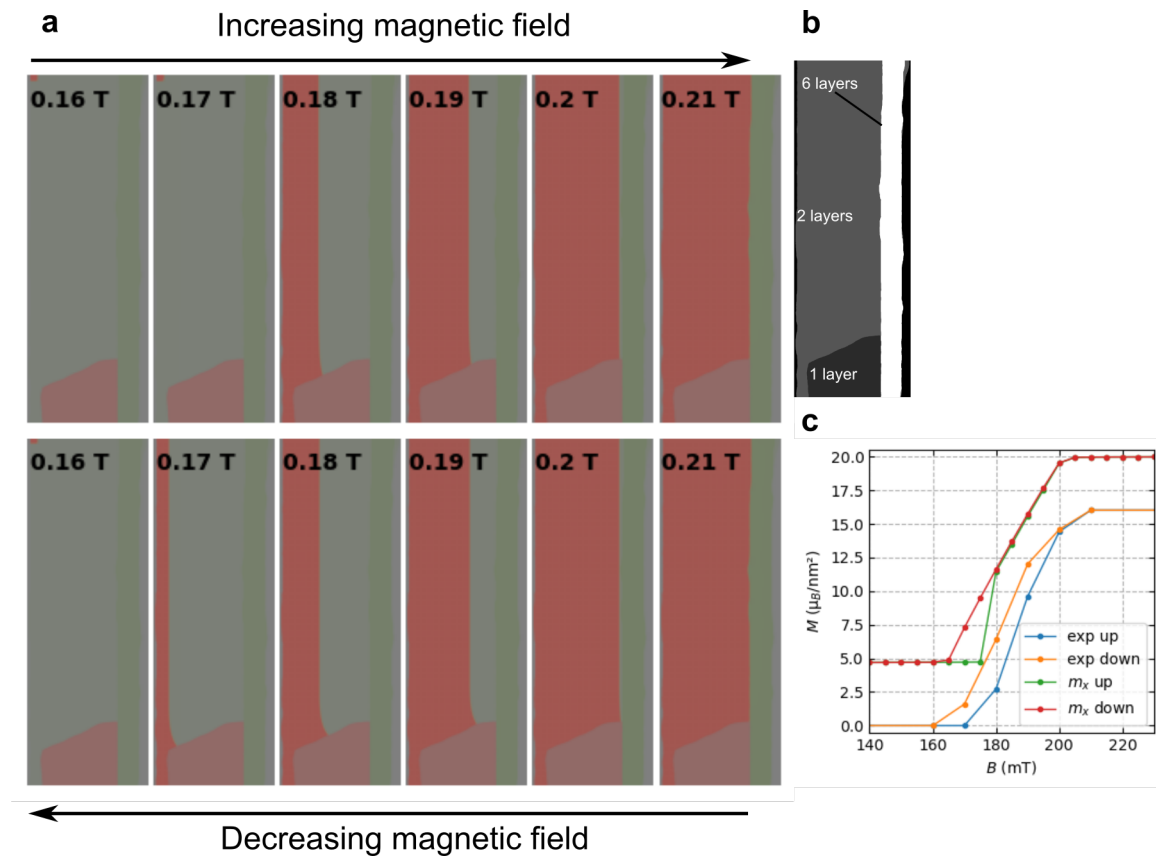 a
Increasing magnetic field
0.16 T
0.17 T
0.18 T
0.19 T
0.2 T
0.21 T
0.16 T
0.17 T
0.18 T
0.19 T
0.2 T
0.21 T
Decreasing magnetic field
b
6 layers
2 layers
1 layer
c
20.0
17.5
15.0
12.5
10.0
7.5
5.0
2.5
0.0
M (μB/nm²)
140 160 180 200 220
B (mT)
exp up
exp down
mx up
mx down